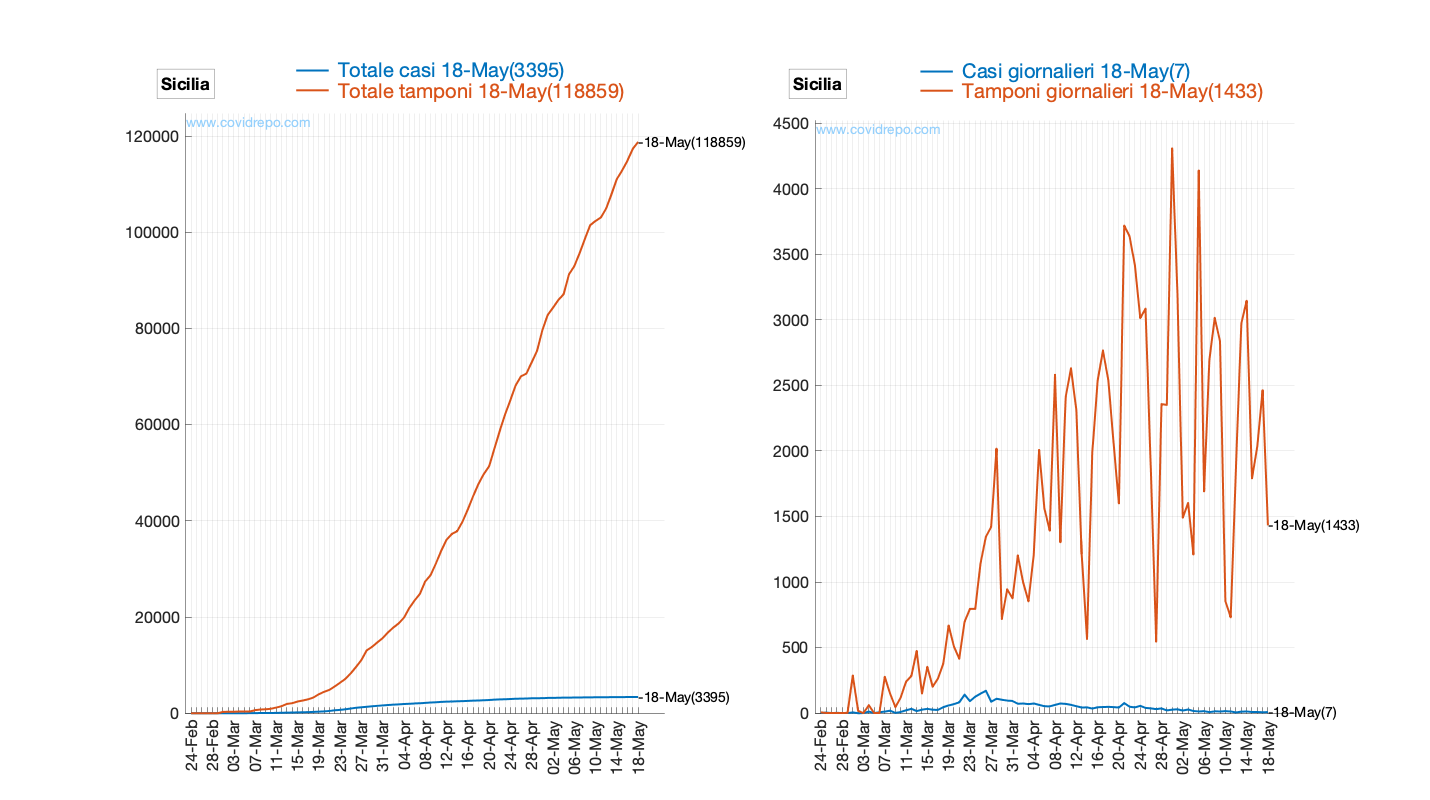 Sicilia
Totale casi 18-May(3395)
Totale tamponi 18-May(118859)
www.covidrepo.com
120000
100000
80000
60000
40000
20000
0
18-May(118859)
18-May(3395)
24-Feb
28-Feb
03-Mar
07-Mar
11-Mar
15-Mar
19-Mar
23-Mar
27-Mar
31-Mar
04-Apr
08-Apr
12-Apr
16-Apr
20-Apr
24-Apr
28-Apr
02-May
06-May
10-May
14-May
18-May
Sicilia
Casi giornalieri 18-May(7)
Tamponi giornalieri 18-May(1433)
www.covidrepo.com
4500
4000
3500
3000
2500
2000
1500
1000
500
0
18-May(1433)
18-May(7)
24-Feb
28-Feb
03-Mar
07-Mar
11-Mar
15-Mar
19-Mar
23-Mar
27-Mar
31-Mar
04-Apr
08-Apr
12-Apr
16-Apr
20-Apr
24-Apr
28-Apr
02-May
06-May
10-May
14-May
18-May